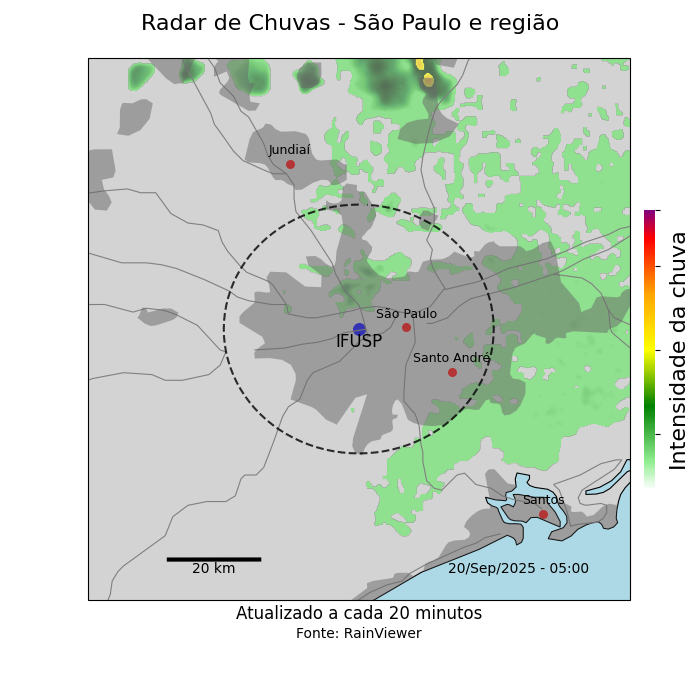 Radar de Chuvas - São Paulo e região
Jundiaí
São Paulo
IFUSP
Santo André
Santos
20 km
20/Sep/2025 - 05:00
Intensidade da chuva
Atualizado a cada 20 minutos
Fonte: RainViewer